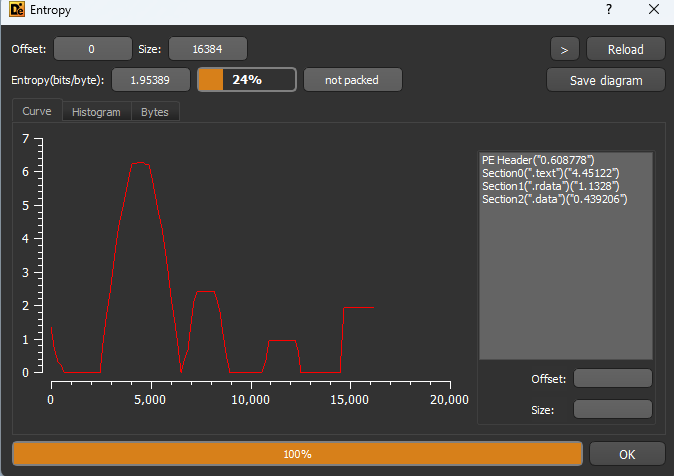 Entropy
Offset: 0 Size: 16384 > Reload
Entropy(bits/byte): 1.95389 24% not packed Save diagram
Curve Histogram Bytes
7
6
5
4
3
2
1
0
0 5,000 10,000 15,000 20,000
PE Header("0.608778")
Section0(".text")("4.45122")
Section1(".rdata")("1.1328")
Section2(".data")("0.439206")
Offset:
Size:
100% OK